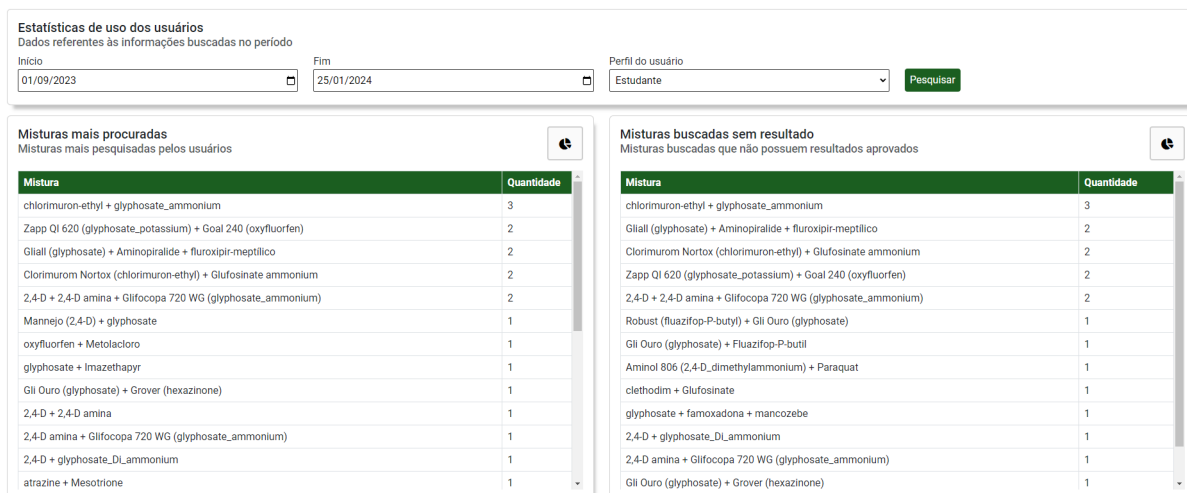 Estatísticas de uso dos usuários
Dados referentes às informações buscadas no período
Início Fim Perfil do usuário
01/09/2023 25/01/2024 Estudante Pesquisar
Misturas mais procuradas
Misturas mais pesquisadas pelos usuários
Mistura Quantidade
chlorimuron-ethyl + glyphosate_ammonium 3
Zapp QI 620 (glyphosate_potassium) + Goal 240 (oxyfluorfen) 2
Gliall (glyphosate) + Aminopiralide + fluroxipir-meptílico 2
Clorimurom Nortox (chlorimuron-ethyl) + Glufosinate ammonium 2
2,4-D + 2,4-D amina + Glifocopa 720 WG (glyphosate_ammonium) 2
Mannejo (2,4-D) + glyphosate 1
oxyfluorfen + Metolacloro 1
glyphosate + Imazethapyr 1
Gli Ouro (glyphosate) + Grover (hexazinone) 1
2,4-D + 2,4-D amina 1
2,4-D amina + Glifocopa 720 WG (glyphosate_ammonium) 1
2,4-D + glyphosate_Di_ammonium 1
atrazine + Mesotrione 1
Misturas buscadas sem resultado
Misturas buscadas que não possuem resultados aprovados
Mistura Quantidade
chlorimuron-ethyl + glyphosate_ammonium 3
Gliall (glyphosate) + Aminopiralide + fluroxipir-meptílico 2
Clorimurom Nortox (chlorimuron-ethyl) + Glufosinate ammonium 2
Zapp QI 620 (glyphosate_potassium) + Goal 240 (oxyfluorfen) 2
2,4-D + 2,4-D amina + Glifocopa 720 WG (glyphosate_ammonium) 2
Robust (fluazifop-P-butyl) + Gli Ouro (glyphosate) 1
Gli Ouro (glyphosate) + Fluazifop-P-butil 1
Aminol 806 (2,4-D_dimethylammonium) + Paraquat 1
clethodim + Glufosinate 1
glyphosate + famoxadona + mancozebe 1
2,4-D + glyphosate_Di_ammonium 1
2,4-D amina + Glifocopa 720 WG (glyphosate_ammonium) 1
Gli Ouro (glyphosate) + Grover (hexazinone) 1